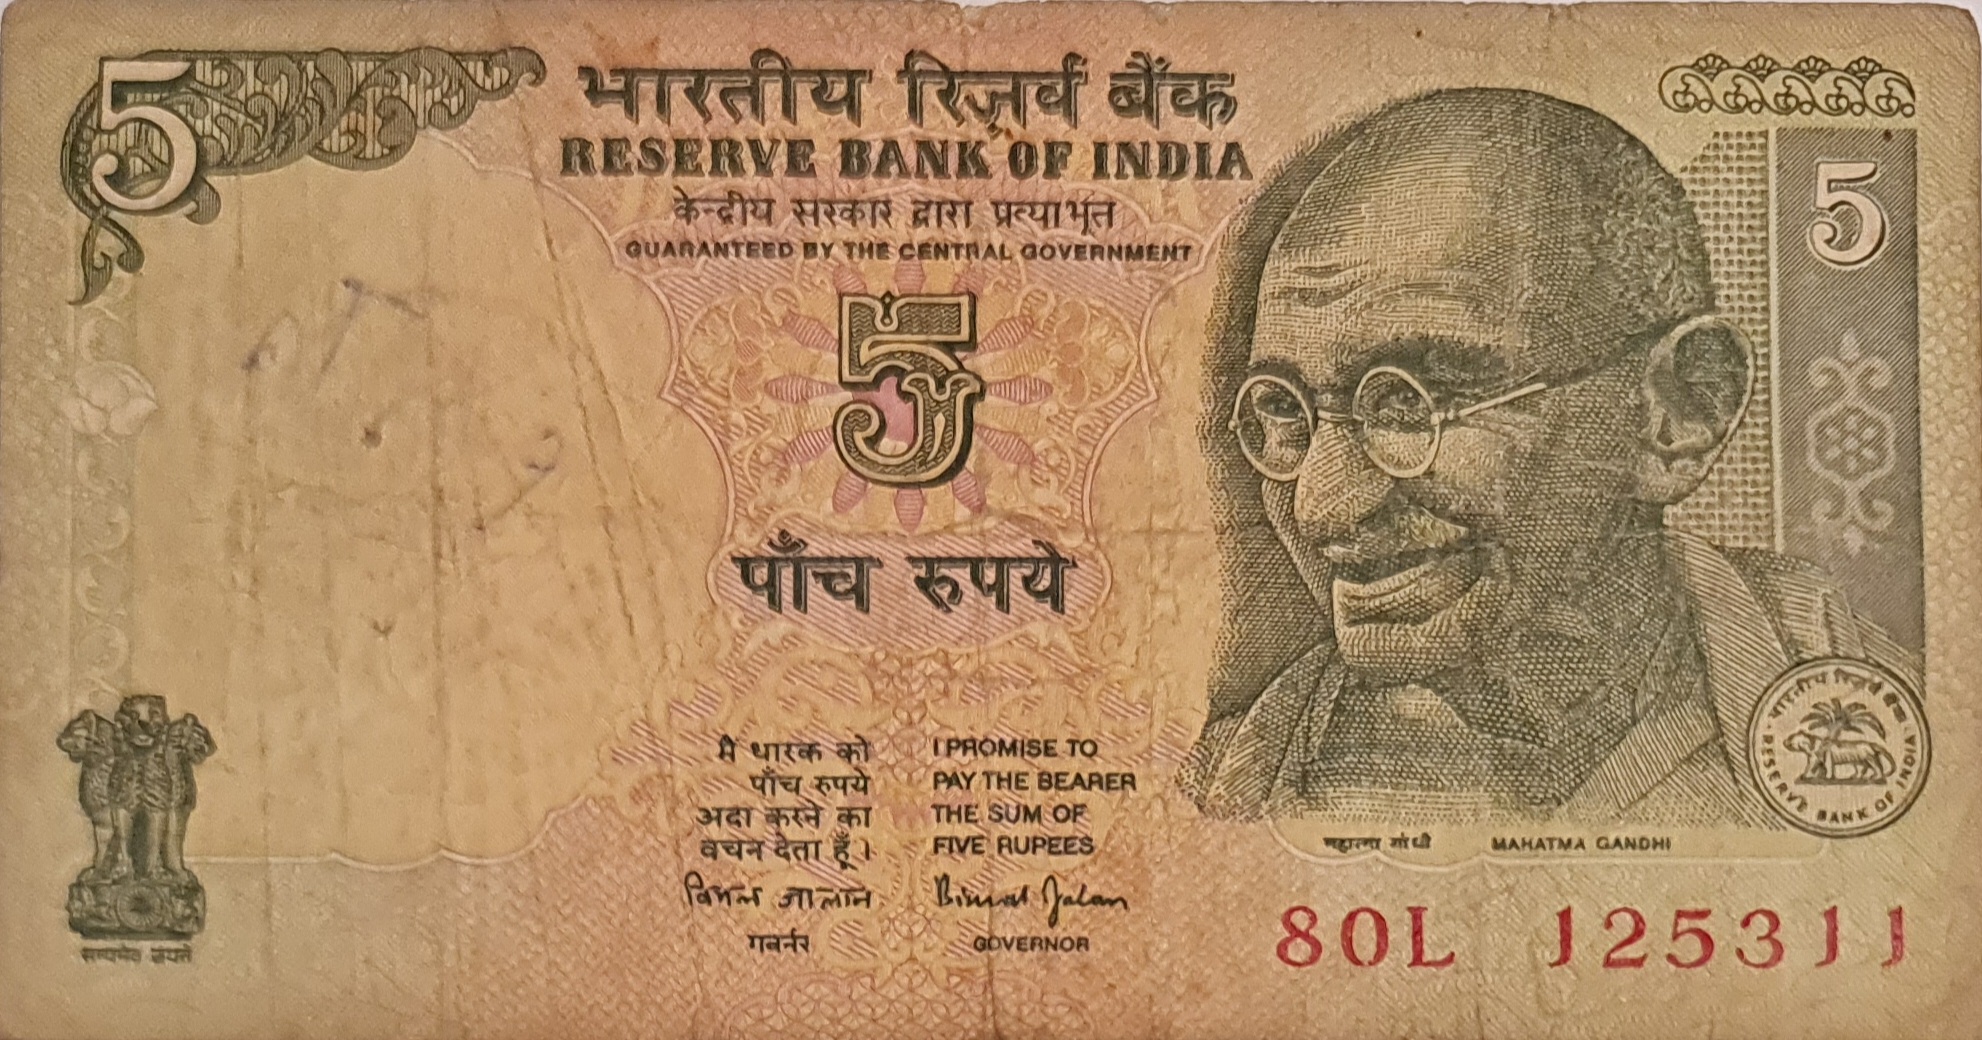 5
भारतीय रिज़र्व बैंक
RESERVE BANK OF INDIA
केन्द्रीय सरकार द्वारा प्रत्याभूत
GUARANTEED BY THE CENTRAL GOVERNMENT
5
5
पाँच रुपये
मैं धारक को
पाँच रुपये
अदा करने का
वचन देता हूँ।
बिमल जालान
गवर्नर
I PROMISE TO
PAY THE BEARER
THE SUM OF
FIVE RUPEES
Bimal Jalan
GOVERNOR
भारतीय रिज़र्व बैंक
RESERVE BANK OF INDIA
महात्मा गांधी MAHATMA GANDHI
सत्यमेव जयते
80L 125311